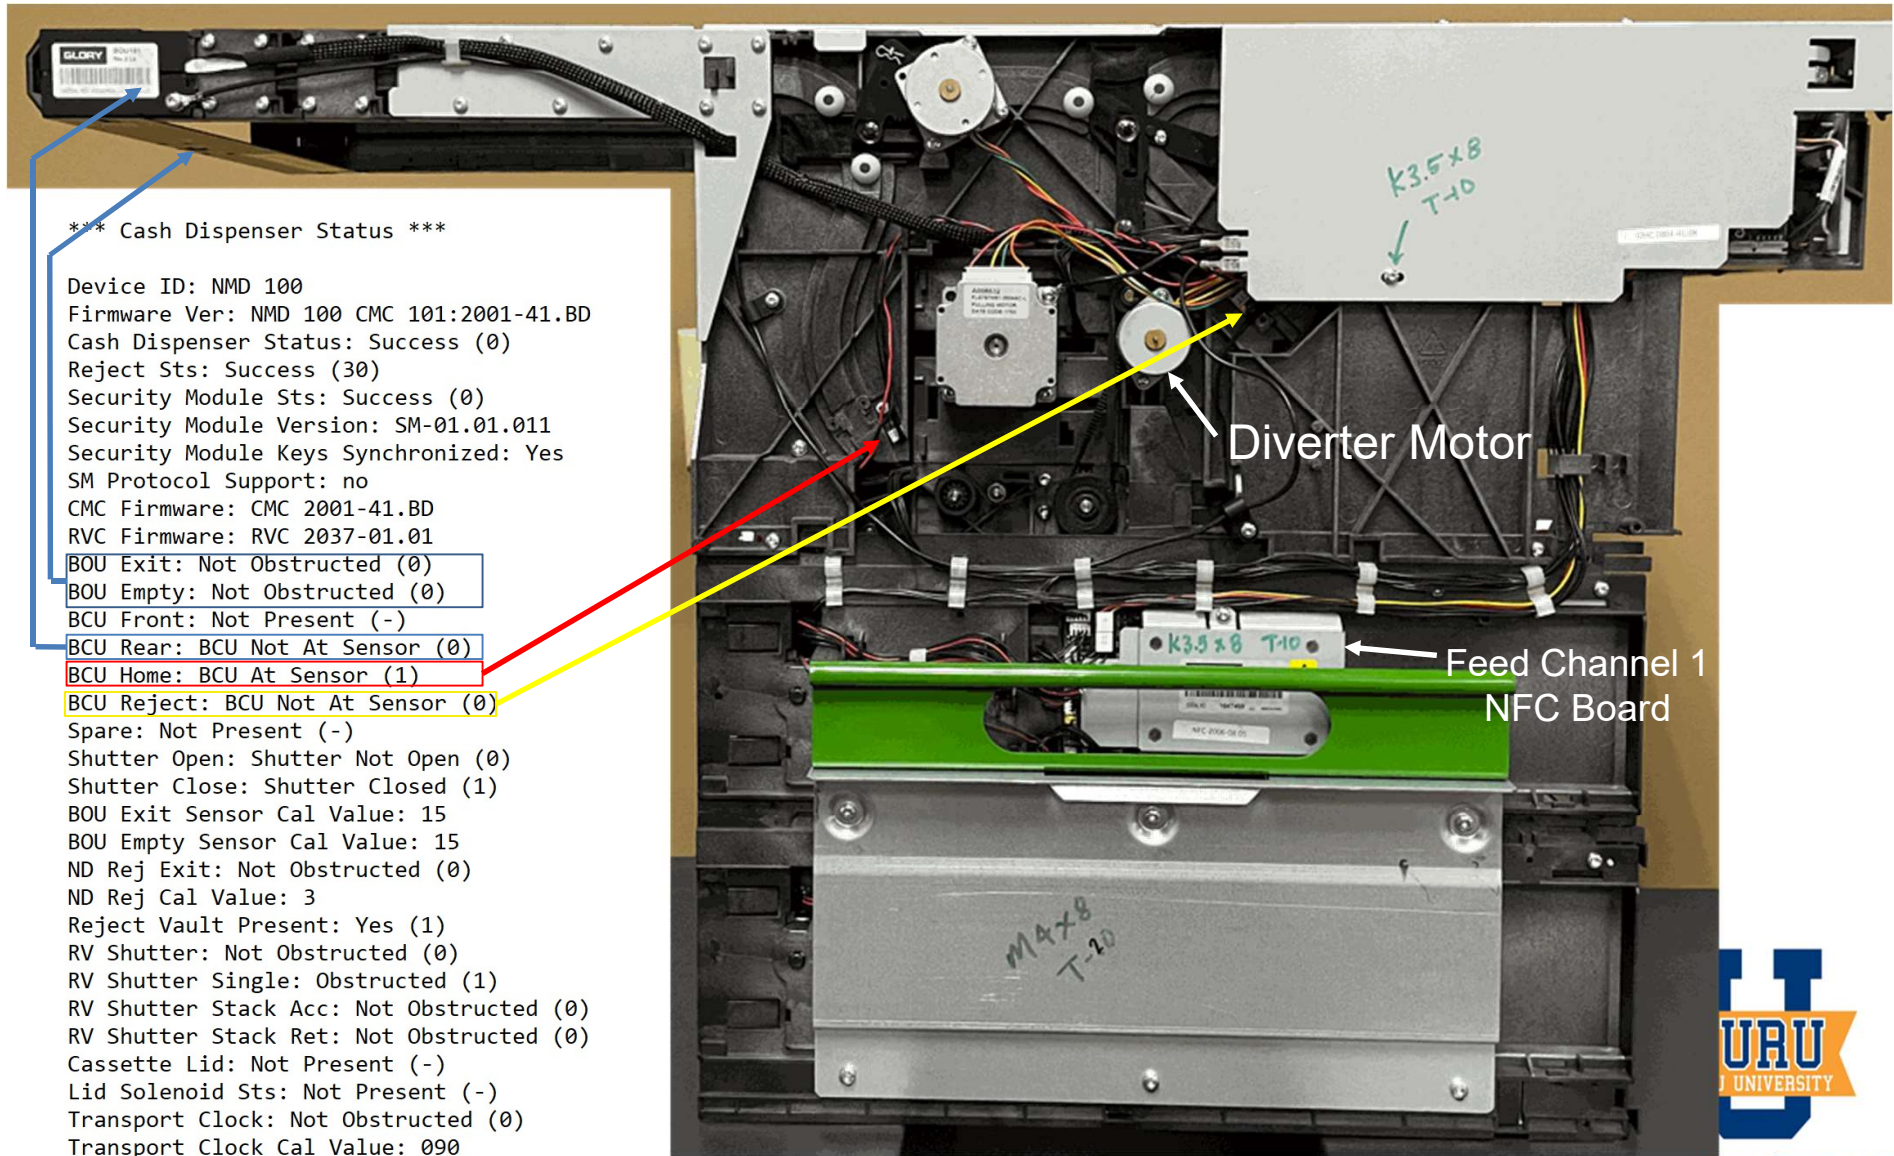 GLORY
*** Cash Dispenser Status ***
Device ID: NMD 100
Firmware Ver: NMD 100 CMC 101:2001-41.BD
Cash Dispenser Status: Success (0)
Reject Sts: Success (30)
Security Module Sts: Success (0)
Security Module Version: SM-01.01.011
Security Module Keys Synchronized: Yes
SM Protocol Support: no
CMC Firmware: CMC 2001-41.BD
RVC Firmware: RVC 2037-01.01
BOU Exit: Not Obstructed (0)
BOU Empty: Not Obstructed (0)
BCU Front: Not Present (-)
BCU Rear: BCU Not At Sensor (0)
BCU Home: BCU At Sensor (1)
BCU Reject: BCU Not At Sensor (0)
Spare: Not Present (-)
Shutter Open: Shutter Not Open (0)
Shutter Close: Shutter Closed (1)
BOU Exit Sensor Cal Value: 15
BOU Empty Sensor Cal Value: 15
ND Rej Exit: Not Obstructed (0)
ND Rej Cal Value: 3
Reject Vault Present: Yes (1)
RV Shutter: Not Obstructed (0)
RV Shutter Single: Obstructed (1)
RV Shutter Stack Acc: Not Obstructed (0)
RV Shutter Stack Ret: Not Obstructed (0)
Cassette Lid: Not Present (-)
Lid Solenoid Sts: Not Present (-)
Transport Clock: Not Obstructed (0)
Transport Clock Cal Value: 090
K3.5x8
T-10
Diverter Motor
K3.5x8 T-10
Feed Channel 1
NFC Board
M4x8
T-20
URU
UNIVERSITY